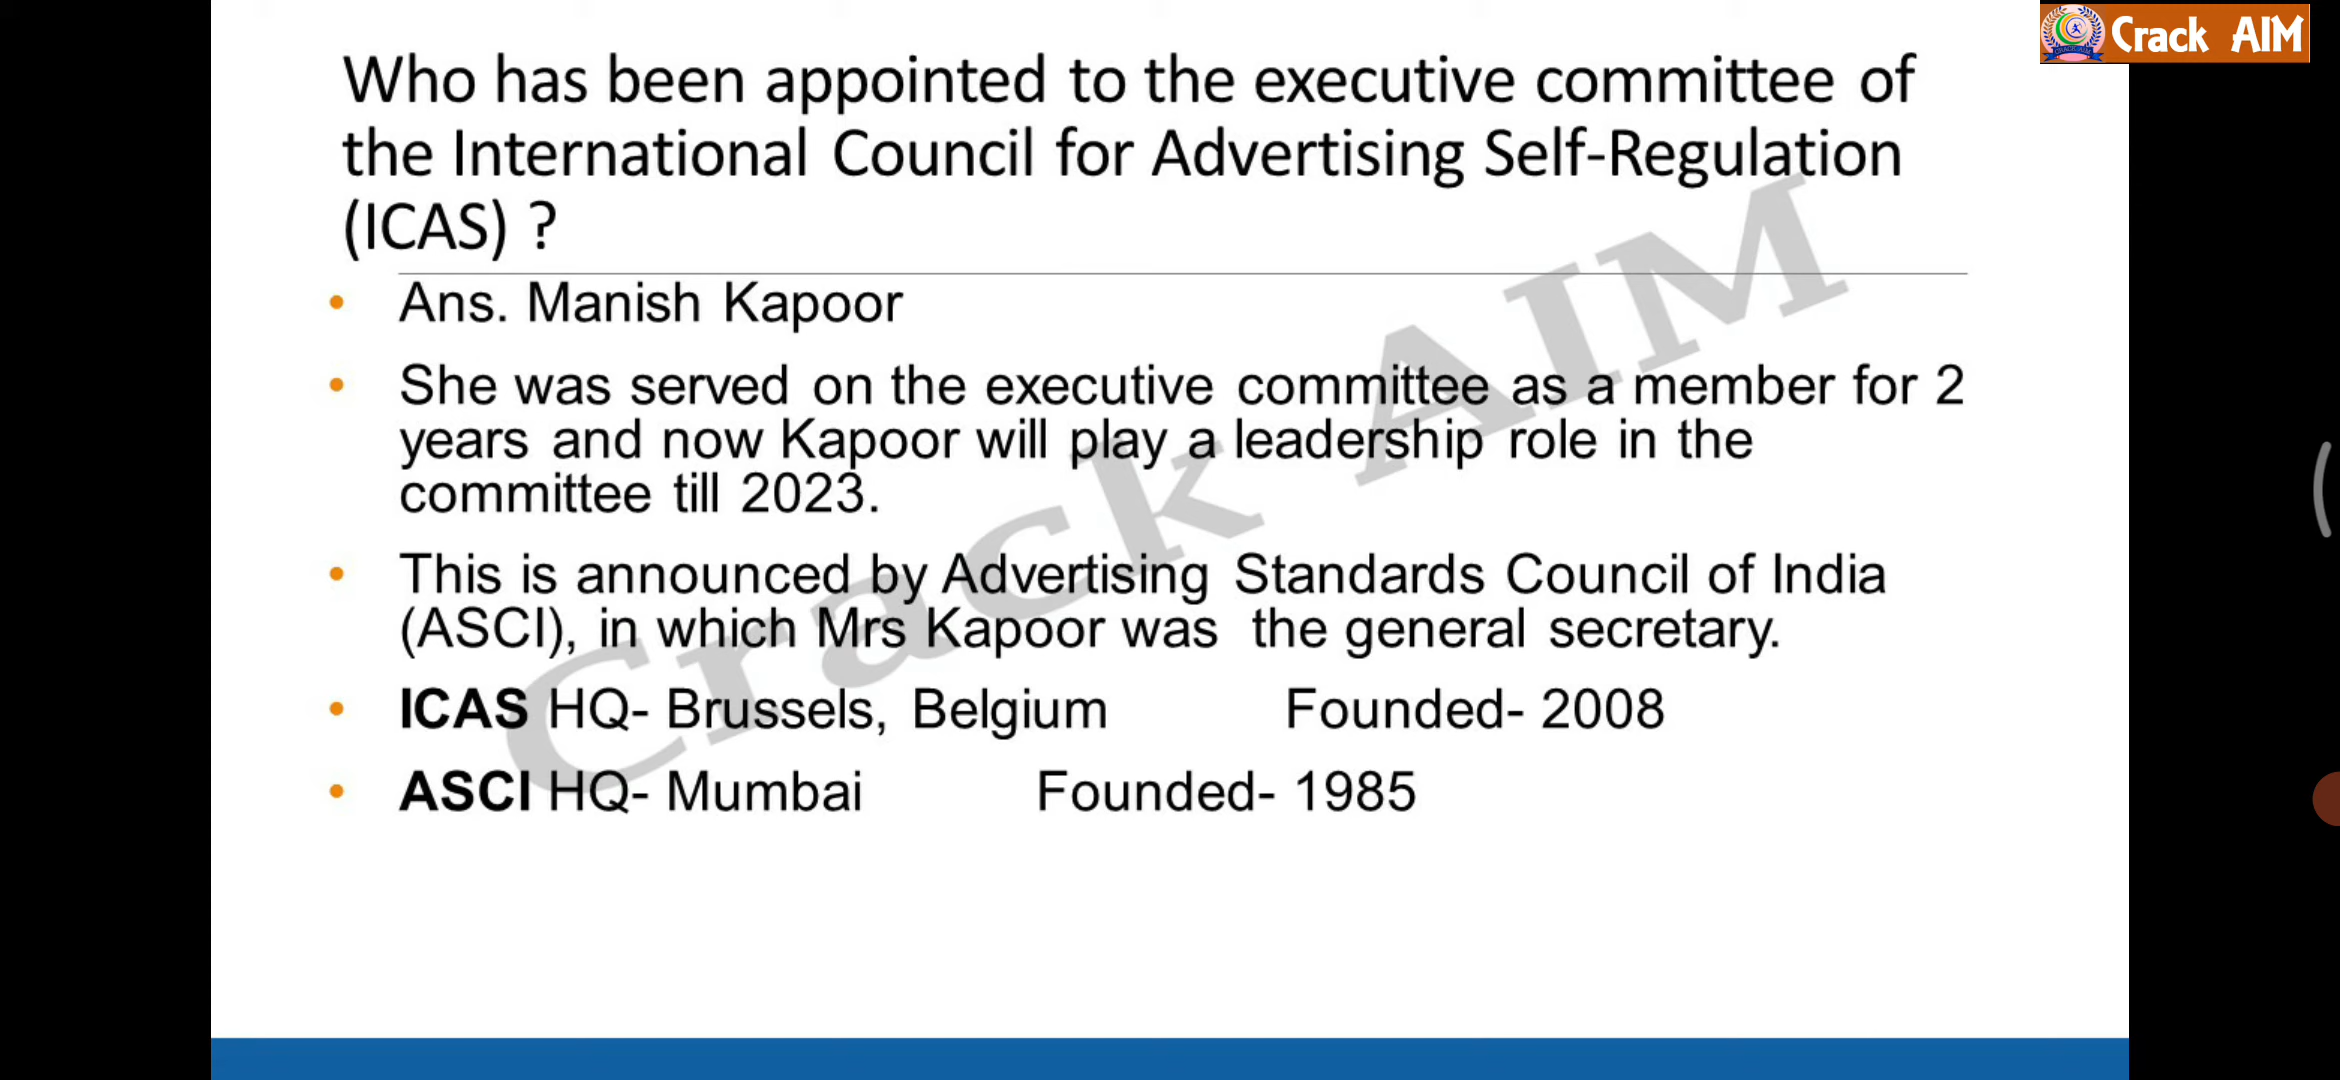 Crack AIM
Who has been appointed to the executive committee of
the International Council for Advertising Self-Regulation
(ICAS) ?
• Ans. Manish Kapoor
• She was served on the executive committee as a member for 2
years and now Kapoor will play a leadership role in the
committee till 2023.
• This is announced by Advertising Standards Council of India
(ASCI), in which Mrs Kapoor was the general secretary.
• ICAS HQ- Brussels, Belgium Founded- 2008
• ASCI HQ- Mumbai Founded- 1985
Crack AIM